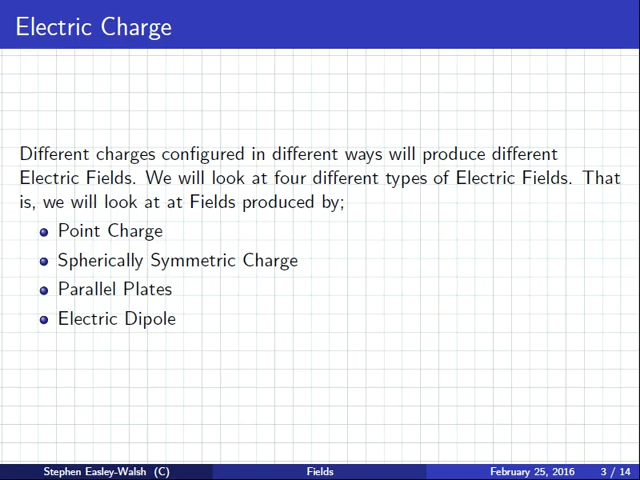 Electric Charge
Different charges configured in different ways will produce different
Electric Fields. We will look at four different types of Electric Fields. That
is, we will look at at Fields produced by;
Point Charge
Spherically Symmetric Charge
Parallel Plates
Electric Dipole
Stephen Easley-Walsh (C) Fields February 25, 2016 3 / 14